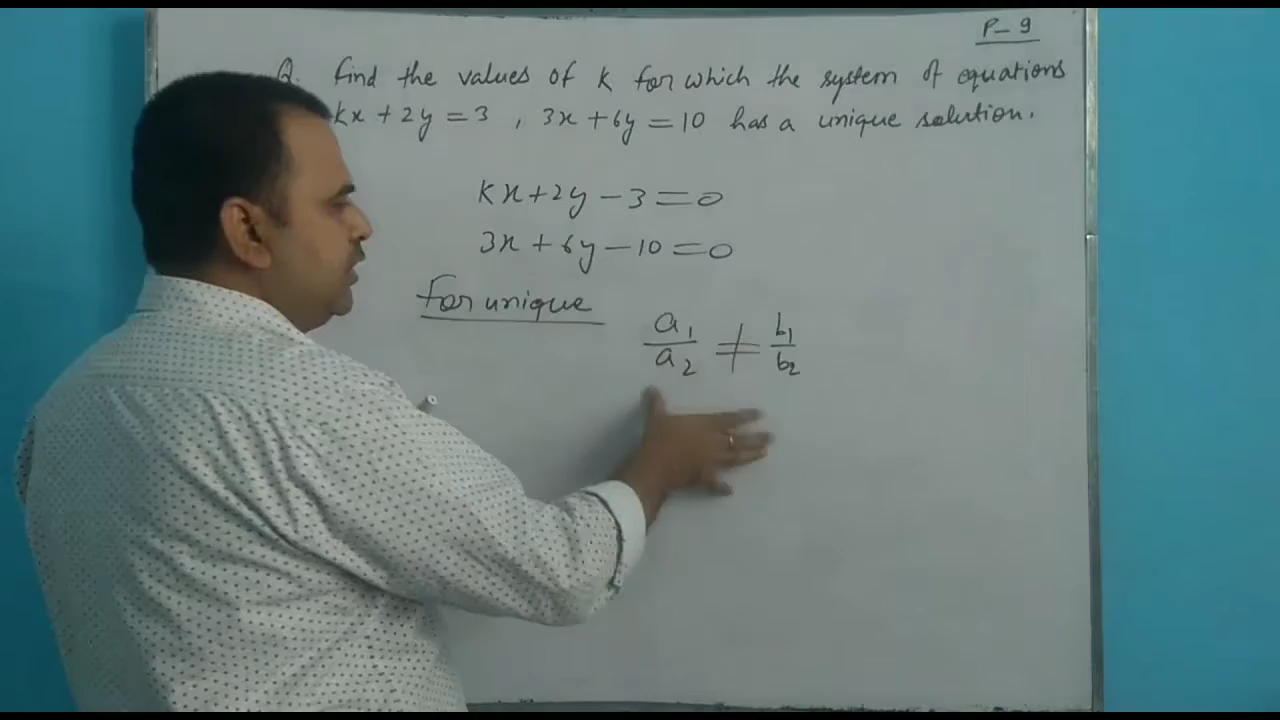 P-9
Q. Find the values of K for which the system of equations
kx + 2y = 3 , 3x + 6y = 10 has a unique solution.
kx + 2y - 3 = 0
3x + 6y - 10 = 0
For unique
a₁/a₂ ≠ b₁/b₂